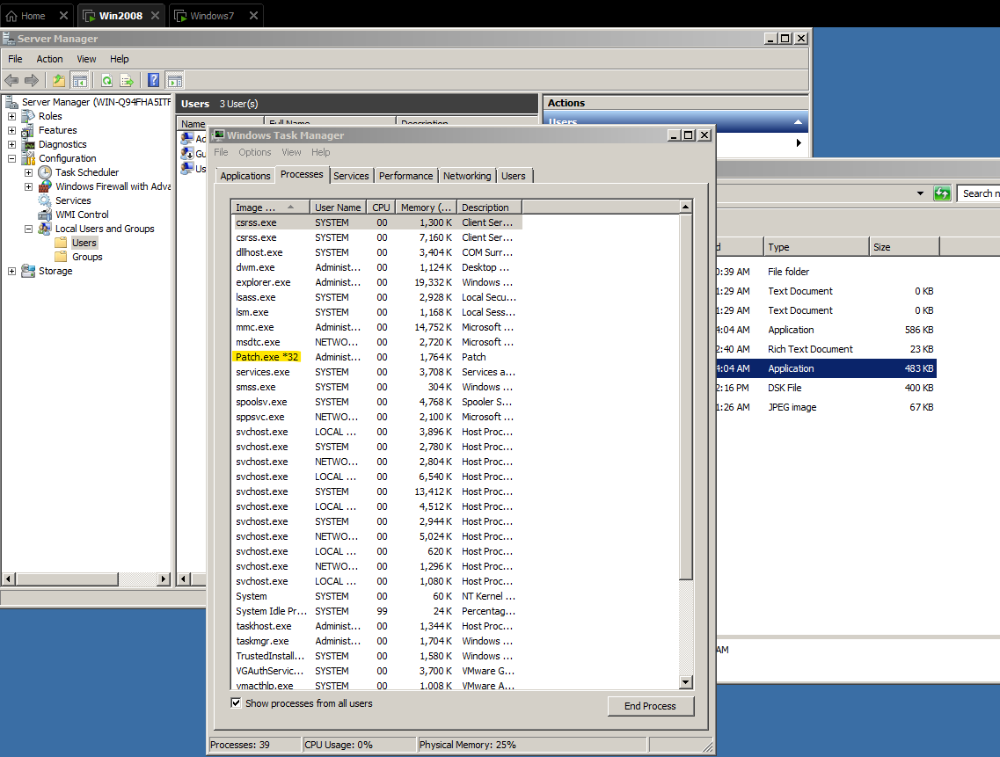 Home
Win2008
Windows7
Server Manager
File Action View Help
Server Manager (WIN-Q94FHA5ITF
Roles
Features
Diagnostics
Configuration
Task Scheduler
Windows Firewall with Adva
Services
WMI Control
Local Users and Groups
Users
Groups
Storage
Users 3 User(s)
Name Full Name Description
Ad
Gu
Us
Actions
Users
Windows Task Manager
File Options View Help
Applications Processes Services Performance Networking Users
Image ... User Name CPU Memory (... Description
csrss.exe SYSTEM 00 1,300 K Client Ser...
csrss.exe SYSTEM 00 7,160 K Client Ser...
dllhost.exe SYSTEM 00 3,404 K COM Surr...
dwm.exe Administ... 00 1,124 K Desktop ...
explorer.exe Administ... 00 19,332 K Windows ...
lsass.exe SYSTEM 00 2,928 K Local Secu...
lsm.exe SYSTEM 00 1,168 K Local Sess...
mmc.exe Administ... 00 14,752 K Microsoft ...
msdtc.exe NETWO... 00 2,720 K Microsoft ...
Patch.exe *32 Administ... 00 1,764 K Patch
services.exe SYSTEM 00 3,708 K Services a...
smss.exe SYSTEM 00 304 K Windows ...
spoolsv.exe SYSTEM 00 4,768 K Spooler S...
sppsvc.exe NETWO... 00 2,100 K Microsoft ...
svchost.exe LOCAL ... 00 3,896 K Host Proc...
svchost.exe SYSTEM 00 2,780 K Host Proc...
svchost.exe NETWO... 00 2,804 K Host Proc...
svchost.exe LOCAL ... 00 6,540 K Host Proc...
svchost.exe SYSTEM 00 13,412 K Host Proc...
svchost.exe LOCAL ... 00 4,512 K Host Proc...
svchost.exe SYSTEM 00 2,944 K Host Proc...
svchost.exe NETWO... 00 5,024 K Host Proc...
svchost.exe LOCAL ... 00 620 K Host Proc...
svchost.exe NETWO... 00 1,296 K Host Proc...
svchost.exe LOCAL ... 00 1,080 K Host Proc...
System SYSTEM 00 60 K NT Kernel ...
System Idle Pr... SYSTEM 99 24 K Percentag...
taskhost.exe Administ... 00 1,344 K Host Proc...
taskmgr.exe Administ... 00 1,704 K Windows ...
TrustedInstall... SYSTEM 00 1,580 K Windows ...
VGAuthServic... SYSTEM 00 3,700 K VMware G...
vmacthlp.exe SYSTEM 00 1,008 K VMware A...
Show processes from all users
End Process
Processes: 39 CPU Usage: 0% Physical Memory: 25%
Search n
d Type Size
0:39 AM File folder
1:29 AM Text Document 0 KB
1:29 AM Text Document 0 KB
4:04 AM Application 586 KB
2:40 AM Rich Text Document 23 KB
4:04 AM Application 483 KB
2:16 PM DSK File 400 KB
1:26 AM JPEG image 67 KB
AM